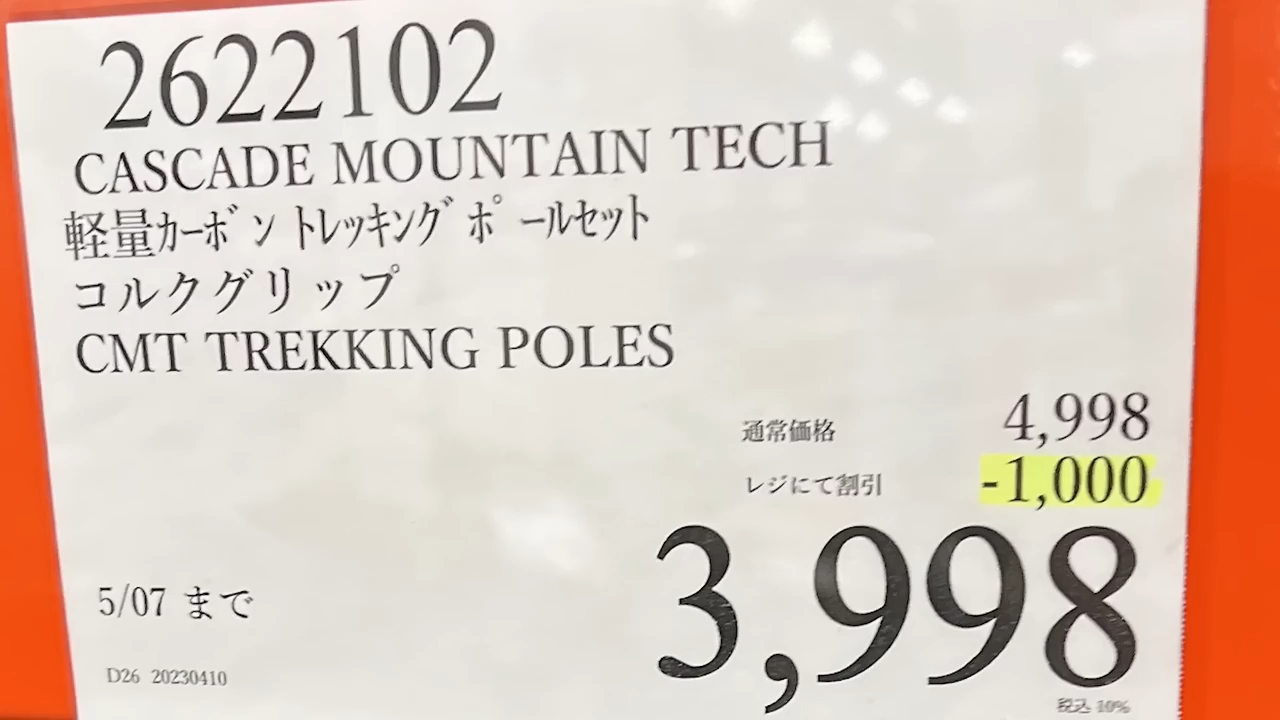 2622102
CASCADE MOUNTAIN TECH
軽量ｶｰﾎﾞﾝ ﾄﾚｯｷﾝｸﾞﾎﾟｰﾙｾｯﾄ
コルクグリップ
CMT TREKKING POLES
通常価格 4,998
レジにて割引 -1,000
3,998
5/07 まで
D26 20230410
税込 10%